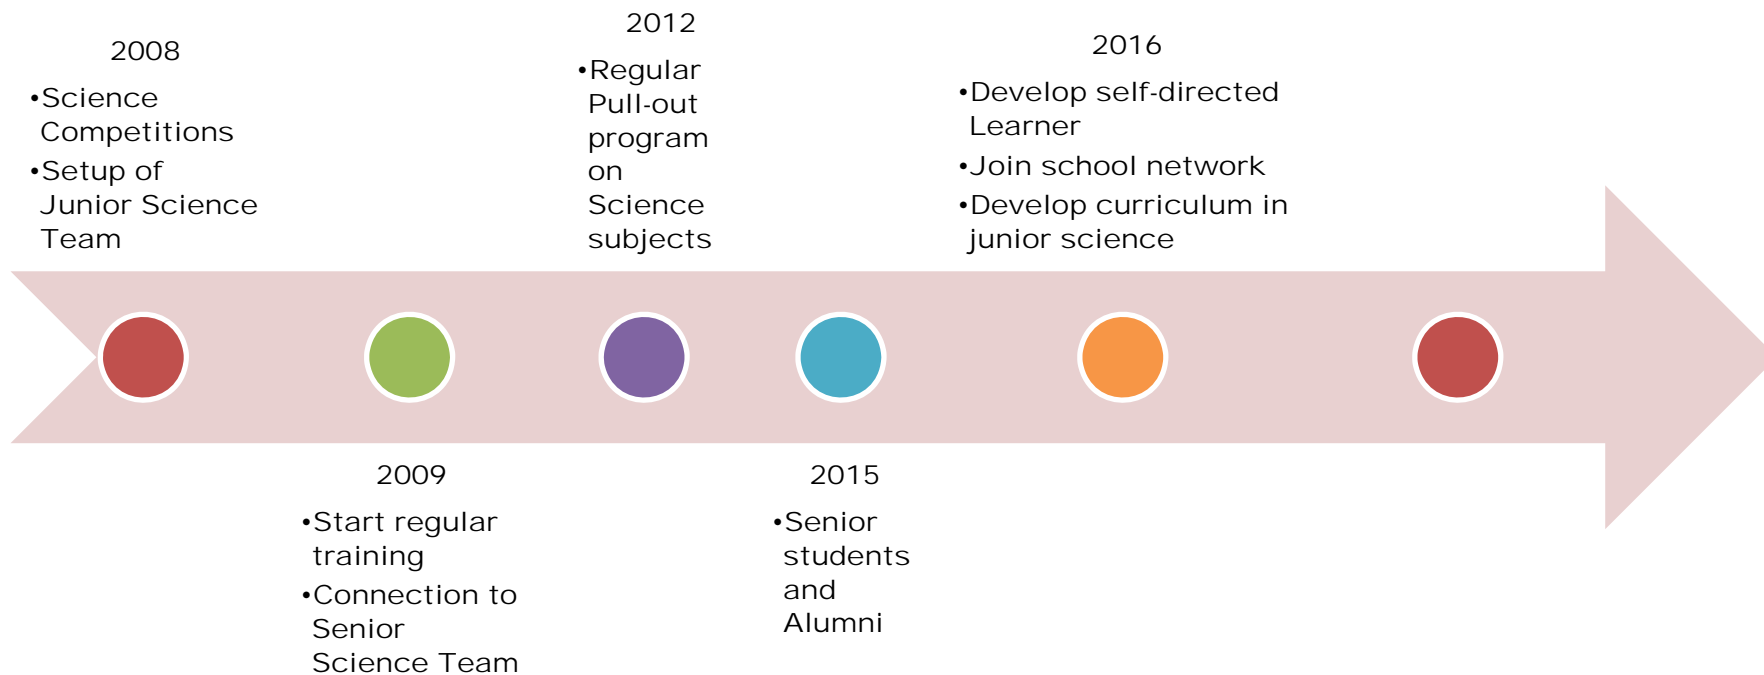 2008
•Science
Competitions
•Setup of
Junior Science
Team
2009
•Start regular
training
•Connection to
Senior
Science Team
2012
•Regular
Pull-out
program
on
Science
subjects
2015
•Senior
students
and
Alumni
2016
•Develop self-directed
Learner
•Join school network
•Develop curriculum in
junior science